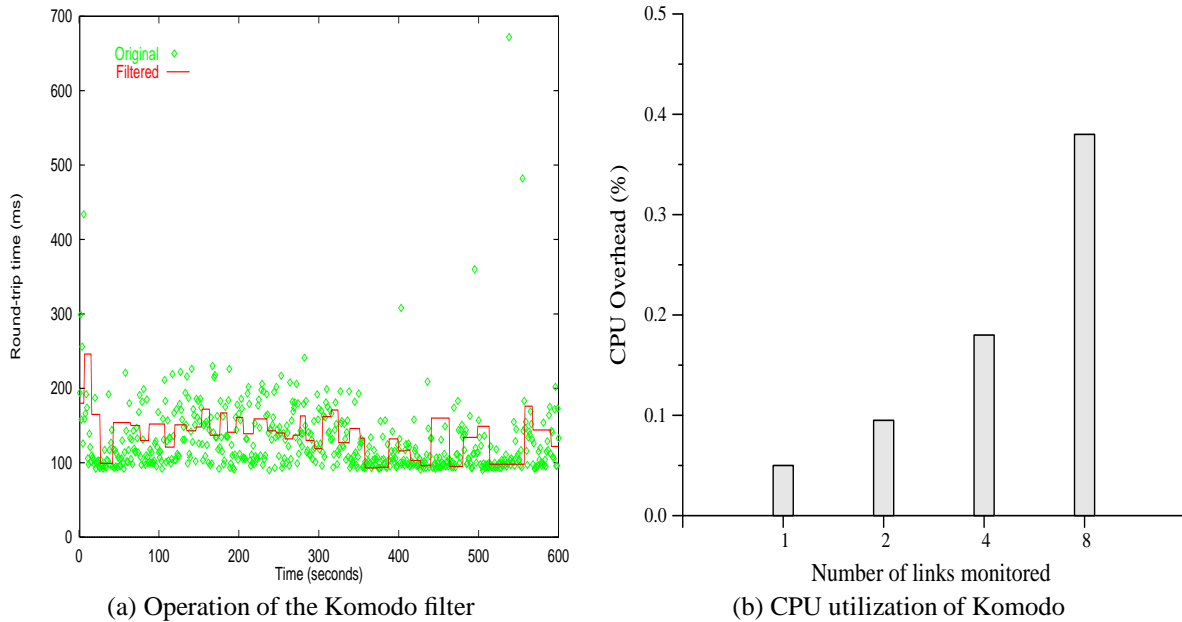 700
600
500
400
300
200
100
0
Round-trip time (ms)
Original
Filtered
0 100 200 300 400 500 600
Time (seconds)
(a) Operation of the Komodo filter
0.5
0.4
0.3
0.2
0.1
0.0
CPU Overhead (%)
1 2 4 8
Number of links monitored
(b) CPU utilization of Komodo